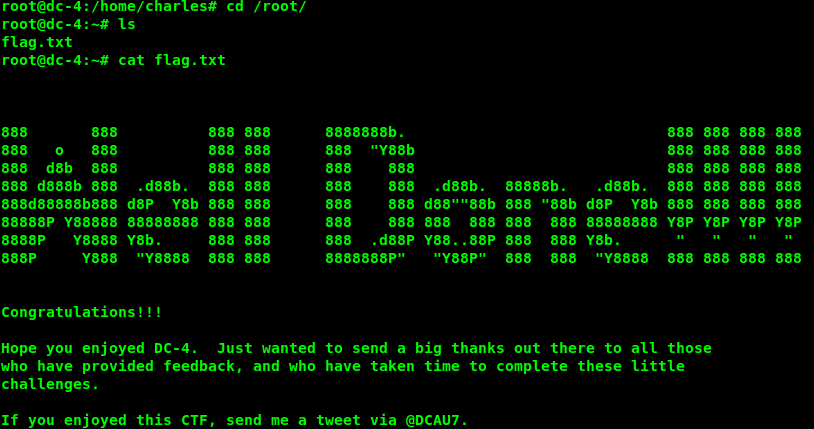 root@dc-4:/home/charles# cd /root/
root@dc-4:~# ls
flag.txt
root@dc-4:~# cat flag.txt
888       888          888 888      8888888b.                             888 888 888 888
888   o   888          888 888      888  "Y88b                            888 888 888 888
888  d8b  888          888 888      888    888                            888 888 888 888
888 d888b 888  .d88b.  888 888      888    888  .d88b.  88888b.   .d88b.  888 888 888 888
888d88888b888 d8P  Y8b 888 888      888    888 d88""88b 888 "88b d8P  Y8b 888 888 888 888
88888P Y88888 88888888 888 888      888    888 888  888 888  888 88888888 Y8P Y8P Y8P Y8P
8888P   Y8888 Y8b.     888 888      888  .d88P Y88..88P 888  888 Y8b.      "   "   "   "
888P     Y888  "Y8888  888 888      8888888P"   "Y88P"  888  888  "Y8888  888 888 888 888
Congratulations!!!
Hope you enjoyed DC-4.  Just wanted to send a big thanks out there to all those
who have provided feedback, and who have taken time to complete these little
challenges.
If you enjoyed this CTF, send me a tweet via @DCAU7.